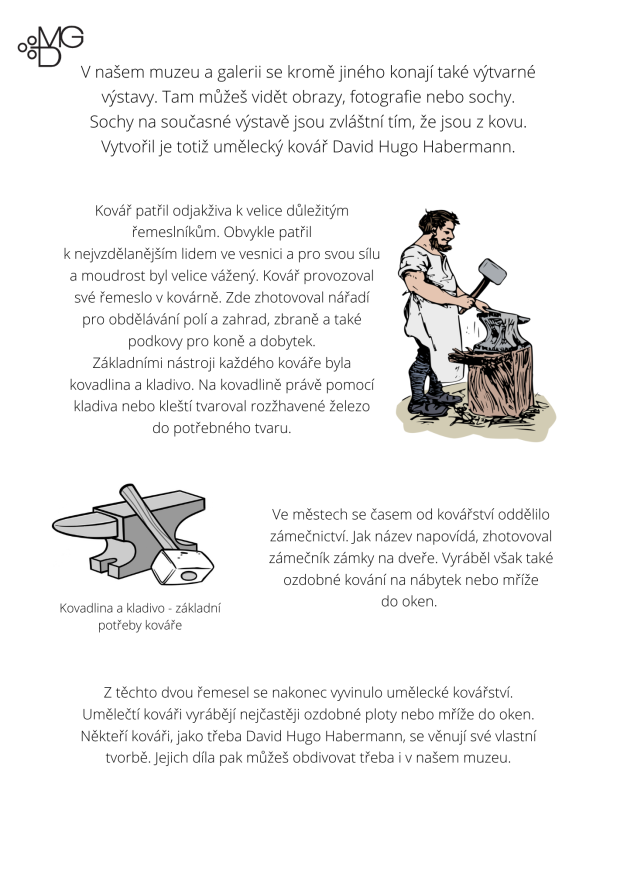 MG
D
V našem muzeu a galerii se kromě jiného konají také výtvarné
výstavy. Tam můžeš vidět obrazy, fotografie nebo sochy.
Sochy na současné výstavě jsou zvláštní tím, že jsou z kovu.
Vytvořil je totiž umělecký kovář David Hugo Habermann.
Kovář patřil odjakživa k velice důležitým
řemeslníkům. Obvykle patřil
k nejvzdělanějším lidem ve vesnici a pro svou sílu
a moudrost byl velice vážený. Kovář provozoval
své řemeslo v kovárně. Zde zhotovoval nářadí
pro obdělávání polí a zahrad, zbraně a také
podkovy pro koně a dobytek.
Základními nástroji každého kováře byla
kovadlina a kladivo. Na kovadlině právě pomocí
kladiva nebo kleští tvaroval rozžhavené železo
do potřebného tvaru.
Ve městech se časem od kovářství oddělilo
zámečnictví. Jak název napovídá, zhotovoval
zámečník zámky na dveře. Vyráběl však také
ozdobné kování na nábytek nebo mříže
do oken.
Kovadlina a kladivo - základní
potřeby kováře
Z těchto dvou řemesel se nakonec vyvinulo umělecké kovářství.
Umělečtí kováři vyrábějí nejčastěji ozdobné ploty nebo mříže do oken.
Někteří kováři, jako třeba David Hugo Habermann, se věnují své vlastní
tvorbě. Jejich díla pak můžeš obdivovat třeba i v našem muzeu.